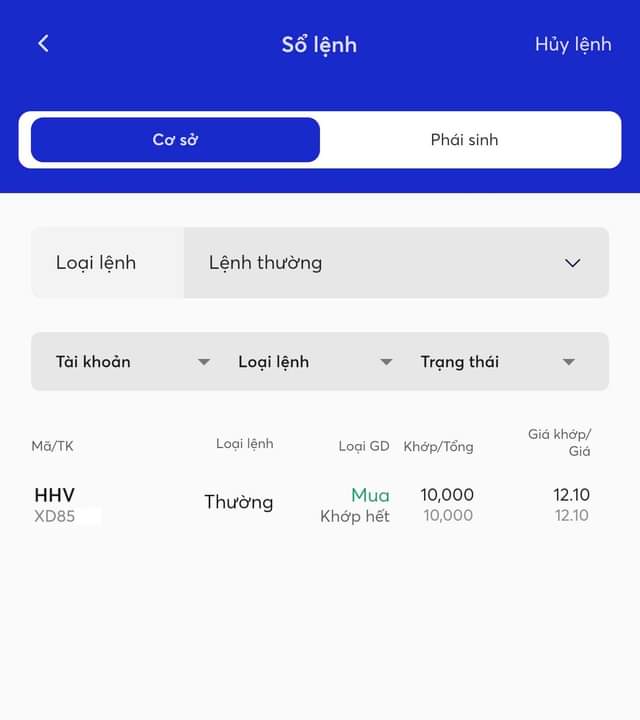 Sổ lệnh
Hủy lệnh
Cơ sở
Phái sinh
Loại lệnh
Lệnh thường
Tài khoản
Loại lệnh
Trạng thái
Mã/TK
Loại lệnh
Loại GD
Khớp/Tổng
Giá khớp/
Giá
HHV
XD85
Thường
Mua
Khớp hết
10,000
10,000
12.10
12.10